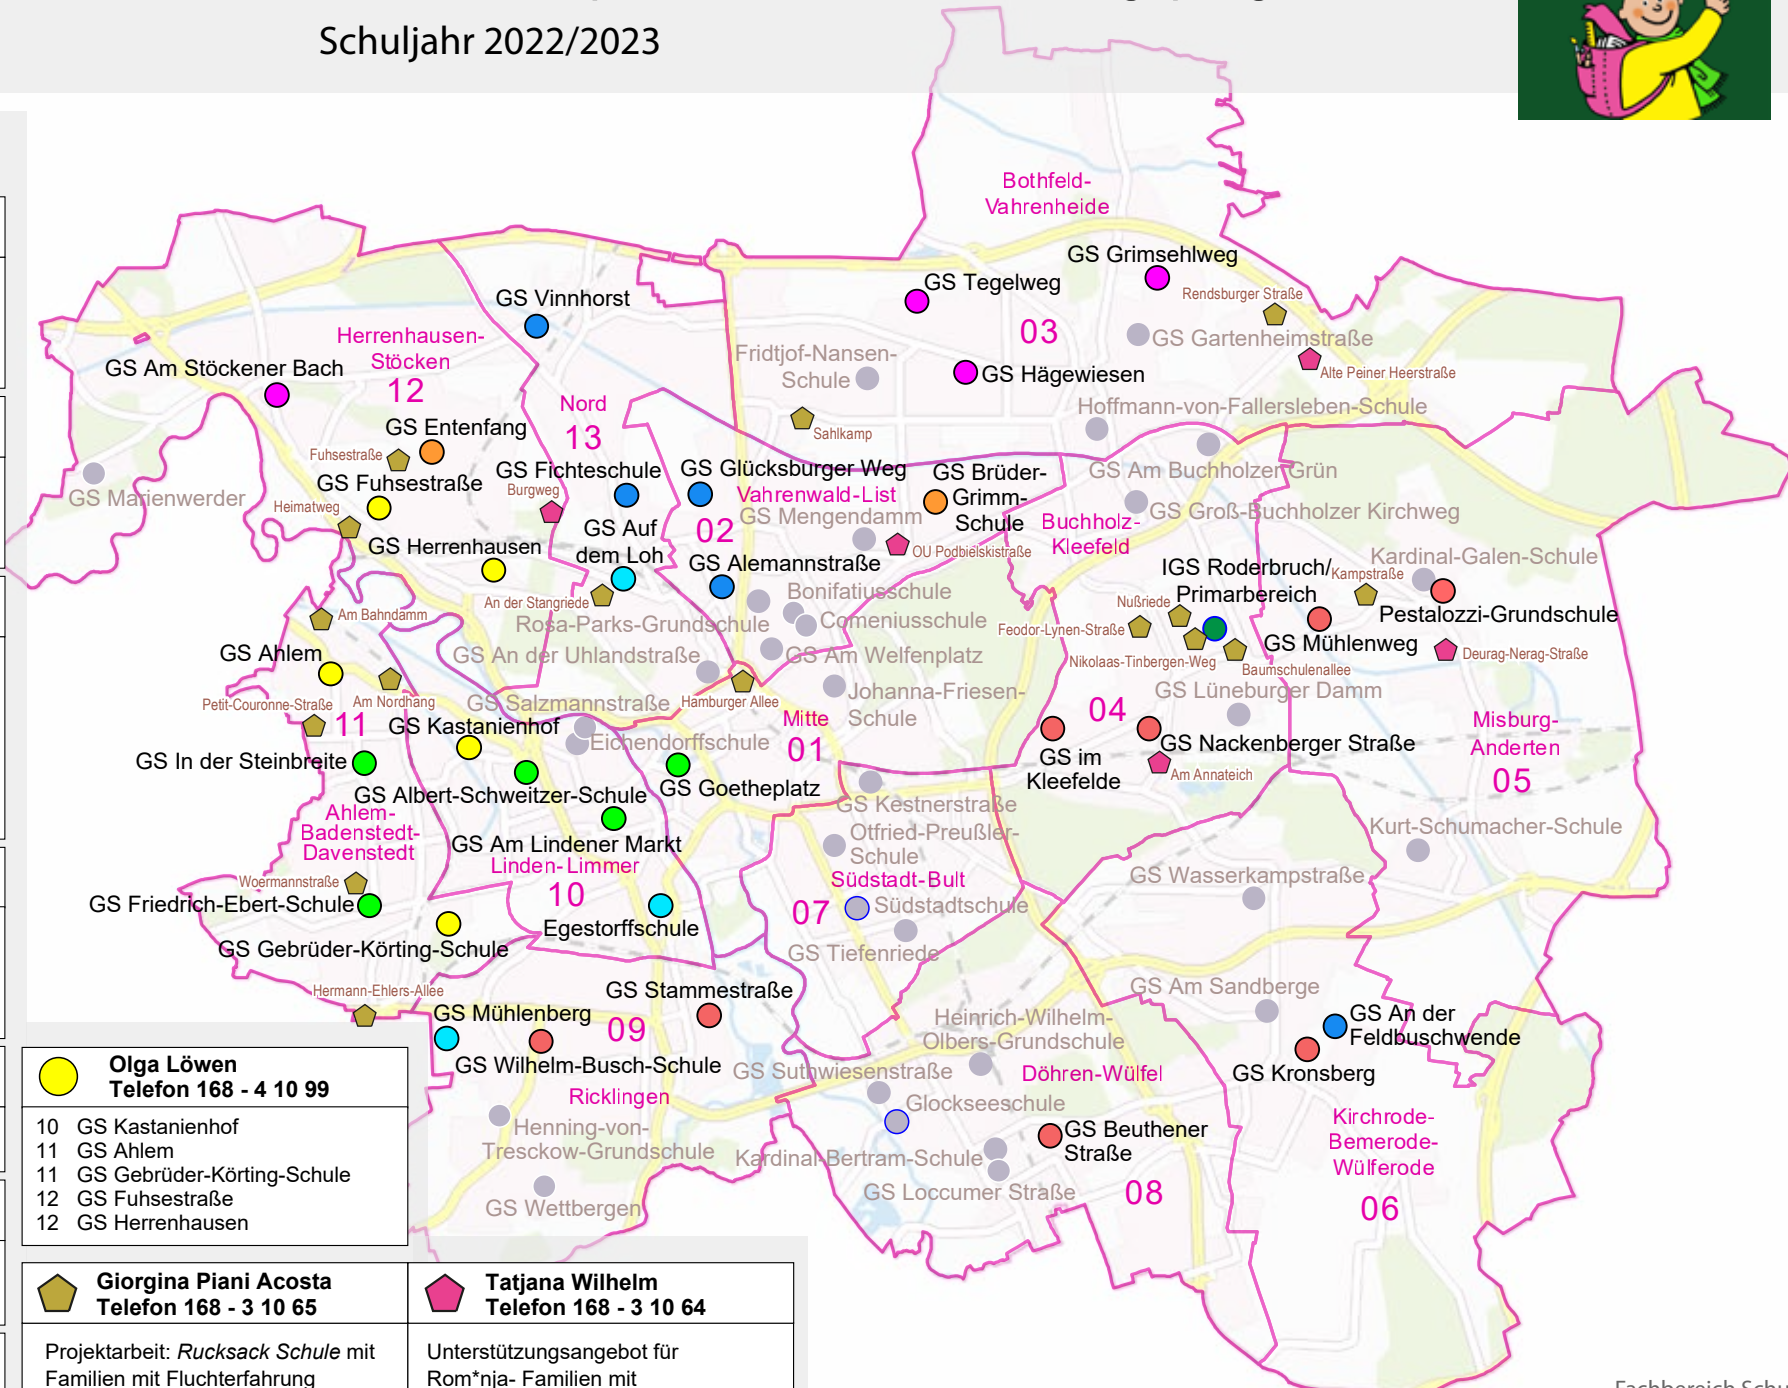 Schuljahr 2022/2023
Bothfeld-
Vahrenheide
GS Grimsehlweg
GS Tegelweg
Rendsburger Straße
GS Vinnhorst
03
Herrenhausen-
Stöcken
12
GS Gartenheimstraße
Fridtjof-Nansen-
Schule
GS Am Stöckener Bach
GS Hägewiesen
Alte Peiner Heerstraße
Nord
13
Hoffmann-von-Fallersleben-Schule
GS Entenfang
Sahlkamp
Fuhsestraße
GS Fichteschule
GS Glücksburger Weg
GS Brüder-
Grimm-
Schule
GS Am Buchholzer Grün
GS Marienwerder
GS Fuhsestraße
Burgweg
Vahrenwald-List
02
GS Mengendamm
Heimatweg
GS Groß-Buchholzer Kirchweg
Buchholz-
Kleefeld
GS Auf
dem Loh
GS Herrenhausen
OU Podbielskistraße
Kardinal-Galen-Schule
GS Alemannstraße
IGS Roderbruch/
Primarbereich
Kampstraße
Bonifatiusschule
An der Stangriede
Nußriede
Am Bahndamm
Rosa-Parks-Grundschule
Comeniusschule
Feodor-Lynen-Straße
Pestalozzi-Grundschule
GS Mühlenweg
GS Ahlem
GS An der Uhlandstraße
GS Am Welfenplatz
Nikolaas-Tinbergen-Weg
Baumschulenallee
Deurag-Nerag-Straße
Petit-Couronne-Straße
Am Nordhang
GS Salzmannstraße
Hamburger Allee
Johanna-Friesen-
Schule
GS Lüneburger Damm
11
GS Kastanienhof
Mitte
01
04
Misburg-
Anderten
05
Eichendorffschule
GS Nackenberger Straße
GS In der Steinbreite
GS im
Kleefelde
Am Annateich
GS Albert-Schweitzer-Schule
GS Goetheplatz
GS Kestnerstraße
Ahlem-
Badenstedt-
Davenstedt
Otfried-Preußler-
Schule
Kurt-Schumacher-Schule
GS Am Lindener Markt
Linden-Limmer
10
Südstadt-Bult
07
GS Wasserkampstraße
Woermannstraße
GS Friedrich-Ebert-Schule
Südstadtschule
Egestorffschule
GS Gebrüder-Körting-Schule
GS Tiefenriede
Hermann-Ehlers-Allee
GS Stammestraße
GS Am Sandberge
GS Mühlenberg
09
Heinrich-Wilhelm-
Olbers-Grundschule
GS An der
Feldbuschwende
GS Wilhelm-Busch-Schule
GS Suthwiesenstraße
Döhren-Wülfel
GS Kronsberg
Ricklingen
Glockseeschule
Henning-von-
Tresckow-Grundschule
GS Beuthener
Straße
Kirchrode-
Bemerode-
Wülferode
06
Kardinal-Bertram-Schule
GS Loccumer Straße
08
GS Wettbergen
Olga Löwen
Telefon 168 - 4 10 99
10 GS Kastanienhof
11 GS Ahlem
11 GS Gebrüder-Körting-Schule
12 GS Fuhsestraße
12 GS Herrenhausen
Giorgina Piani Acosta
Telefon 168 - 3 10 65
Projektarbeit: Rucksack Schule mit
Familien mit Fluchterfahrung
Tatjana Wilhelm
Telefon 168 - 3 10 64
Unterstützungsangebot für
Rom*nja- Familien mit